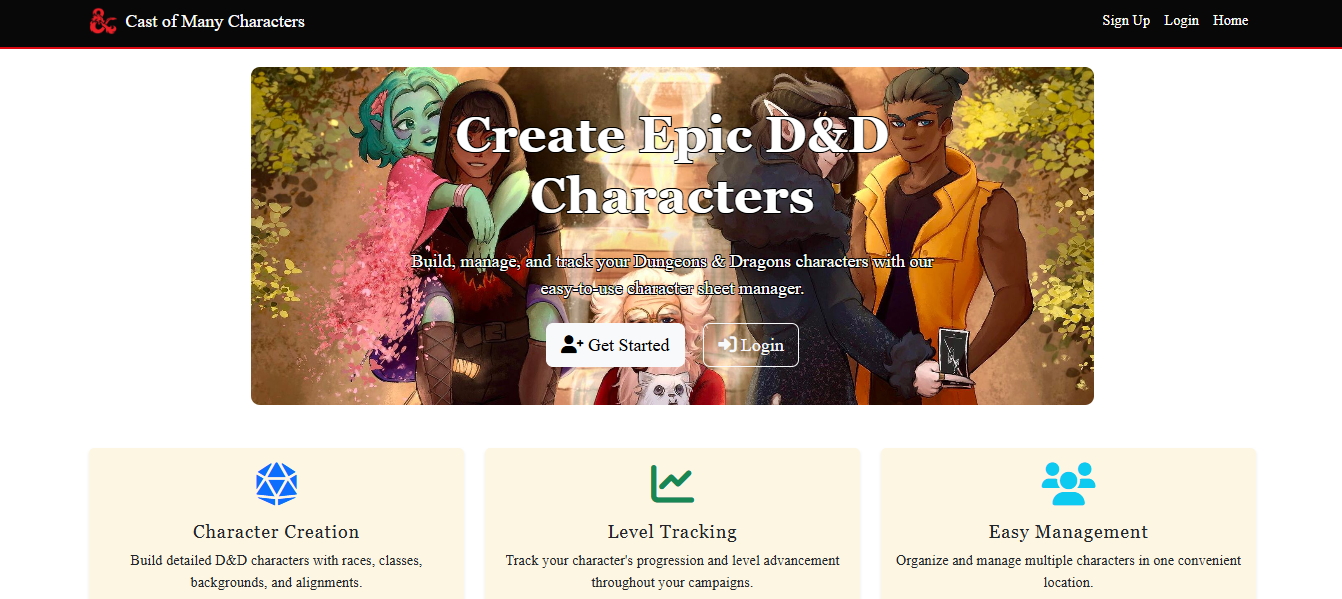 Cast of Many Characters
Sign Up Login Home
Create Epic D&D
Characters
Build, manage, and track your Dungeons & Dragons characters with our
easy-to-use character sheet manager.
Get Started
Login
Character Creation
Build detailed D&D characters with races, classes,
backgrounds, and alignments.
Level Tracking
Track your character's progression and level advancement
throughout your campaigns.
Easy Management
Organize and manage multiple characters in one convenient
location.